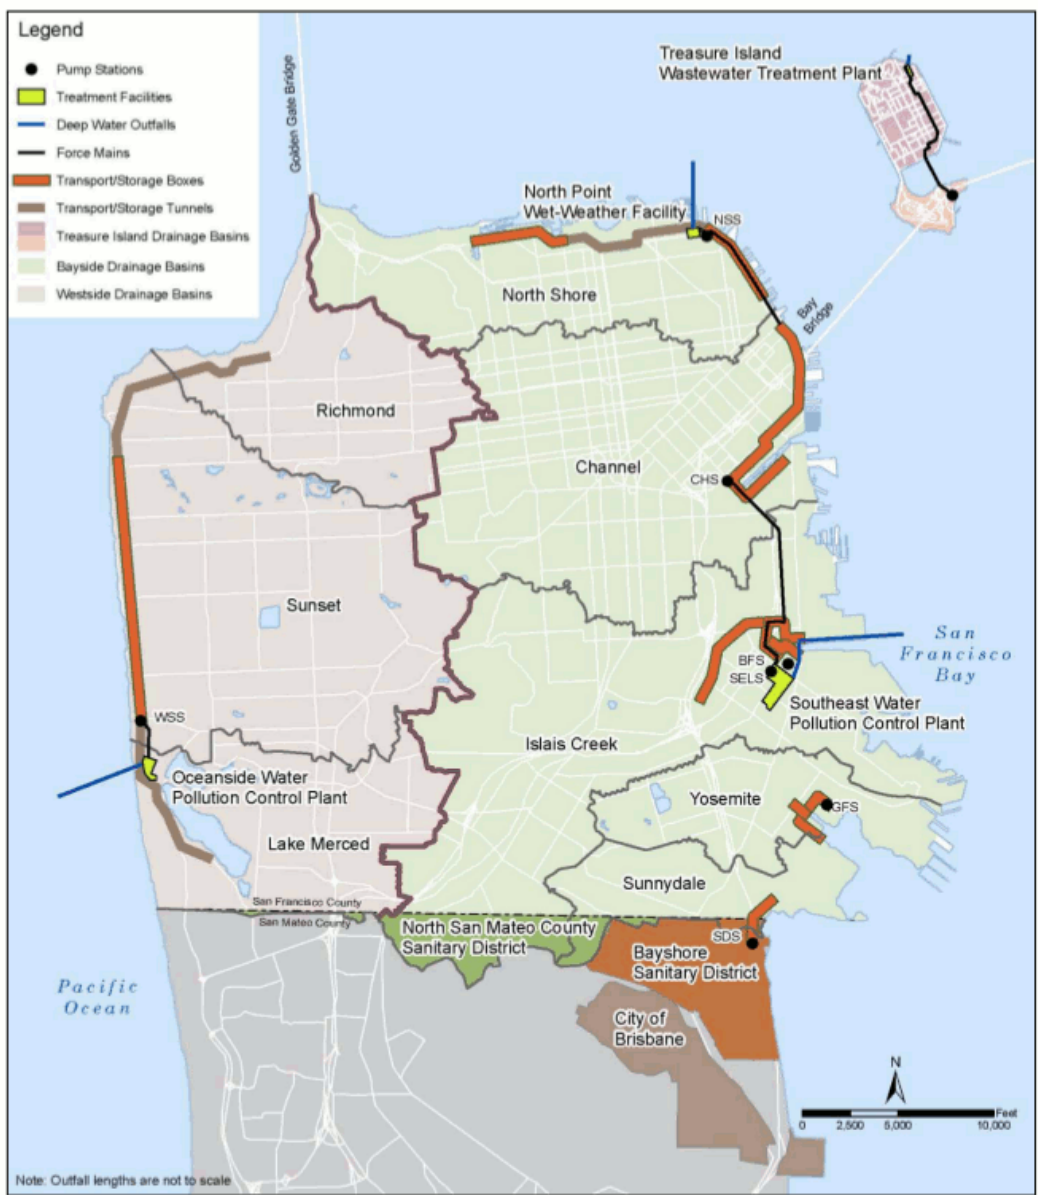 Legend
Pump Stations
Treatment Facilities
Deep Water Outfalls
Force Mains
Transport/Storage Boxes
Transport/Storage Tunnels
Treasure Island Drainage Basins
Bayside Drainage Basins
Westside Drainage Basins
Golden Gate Bridge
Treasure Island
Wastewater Treatment Plant
North Point
Wet-Weather Facility
NSS
North Shore
Bay
Bridge
Richmond
Channel
CHS
Sunset
San
Francisco
Bay
BFS
SELS
Southeast Water
Pollution Control Plant
WSS
Islais Creek
Oceanside Water
Pollution Control Plant
Yosemite
GFS
Lake Merced
Sunnydale
San Francisco County
San Mateo County
North San Mateo County
Sanitary District
SDS
Bayshore
Sanitary District
Pacific
Ocean
City of
Brisbane
N
Feet
0 2,500 5,000 10,000
Note: Outfall lengths are not to scale